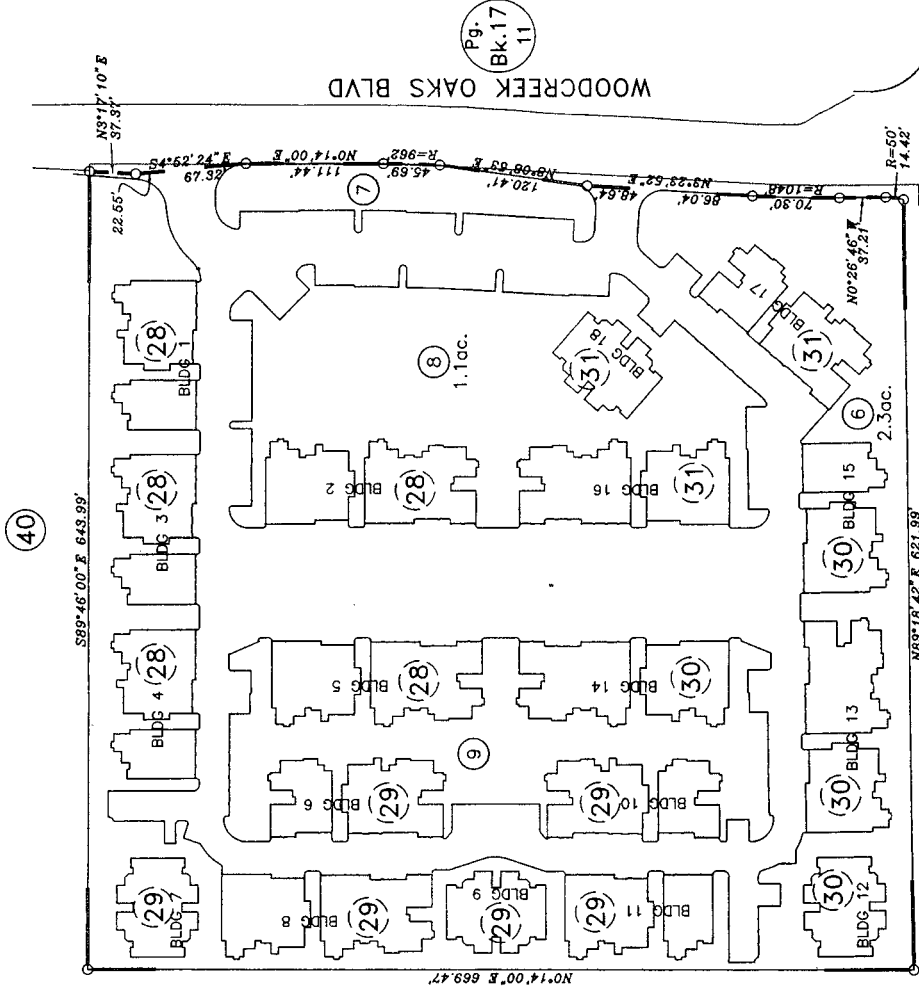 Pg.
Bk.17
11
WOODCREEK OAKS BLVD
40
S89°46'00" E 643.99'
N3°17'10" E
37.37'
22.55'
S4°52'24" E
N0°14'00" E
111.44'
R=962
45.69'
120.41'
48.64'
N3°23'52" E
86.04'
R=1048'
70.30'
N0°26'46" W
37.21'
R=50'
14.42'
N89°18'42" E 621.99'
N0°14'00" E 669.47'
7
8
1.1ac.
6
2.3ac.
9
28
BLDG 1
28
BLDG 3
28
BLDG 4
29
BLDG 7
BLDG 2
28
BLDG 16
31
BLDG 18
31
BLDG 17
31
BLDG 15
30
BLDG 5
28
BLDG 14
30
BLDG 6
29
BLDG 10
29
BLDG 13
30
BLDG 8
29
BLDG 9
29
BLDG 11
29
BLDG 12
30